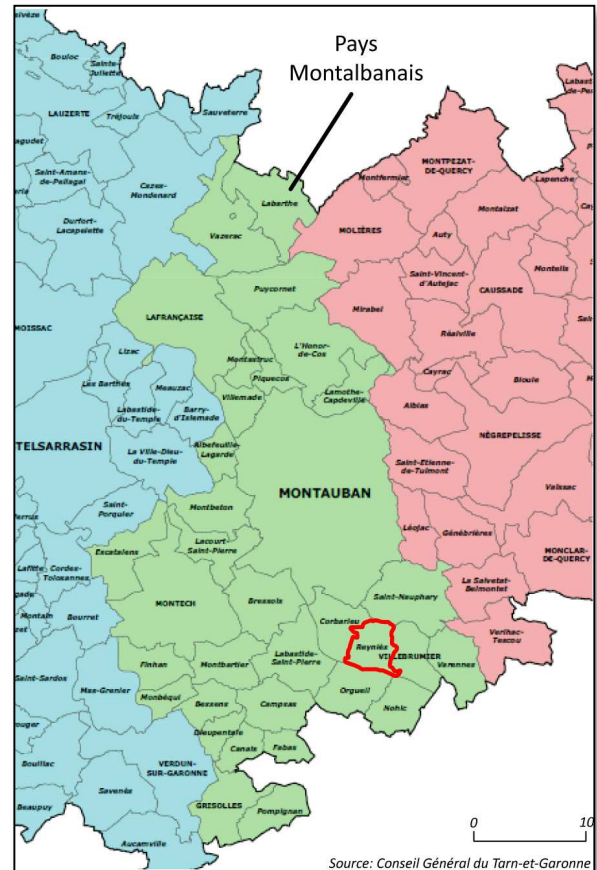 Pays
Montalbanais
Bouloc
Sainte-
Juliette
LAUZERTE
Tréjouls
Sauveterre
Saint-Amans-
de-Pellagal
Cazes-
Mondenard
Durfort-
Lacapelette
Labarthe
Vazerac
MONTPEZAT-
DE-QUERCY
Montfermier
Lapenche
Montalzat
MOLIÈRES
Auty
Puycornet
Saint-Vincent-
d'Autejac
Monteils
CAUSSADE
LAFRANÇAISE
Mirabel
Réalville
MOISSAC
Lizac
L'Honor-
de-Cos
Montastruc
Piquecos
Cayrac
Bioule
Les Barthes
Meauzac
Villemade
Lamothe-
Capdeville
Albias
Labastide-
du-Temple
Barry-
d'Islemade
NÈGREPELISSE
TELSARRASIN
Albefeuille-
Lagarde
La Ville-Dieu-
du-Temple
Saint-Etienne-
de-Tulmont
MONTAUBAN
Vaïssac
Saint-
Porquier
Montbeton
Léojac
Génébrières
Escatalens
Lacourt-
Saint-Pierre
MONCLAR-
DE-QUERCY
Lafitte
Cordes-
Tolosannes
Saint-Nauphary
La Salvetat-
Belmontet
MONTECH
Bressols
Corbarieu
Bourret
Verlhac-
Tescou
Reyniès
VILLEBRUMIER
Finhan
Montbartier
Labastide-
Saint-Pierre
Varennes
Saint-Sardos
Mas-Grenier
Monbéqui
Bessens
Campsas
Orgueil
Nohic
Dieupentale
Canals
Fabas
Bouillac
VERDUN-
SUR-GARONNE
Savenès
GRISOLLES
Pompignan
Beaupuy
Aucamville
0
10
Source: Conseil Général du Tarn-et-Garonne